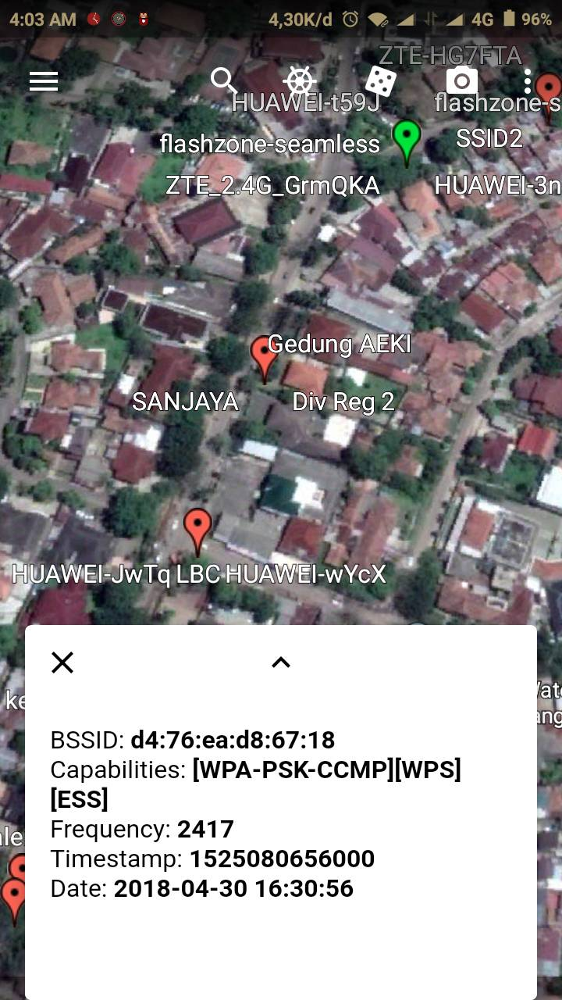 4:03 AM 4,30K/d 4G 96%
ZTE-HG7FTA
HUAWEI-t59J flashzone-s
flashzone-seamless SSID2
ZTE_2.4G_GrmQKA HUAWEI-3n
Gedung AEKI
SANJAYA Div Reg 2
HUAWEI-JwTq LBC HUAWEI-wYcX
ke
ang
ale
BSSID: d4:76:ea:d8:67:18
Capabilities: [WPA-PSK-CCMP][WPS]
[ESS]
Frequency: 2417
Timestamp: 1525080656000
Date: 2018-04-30 16:30:56